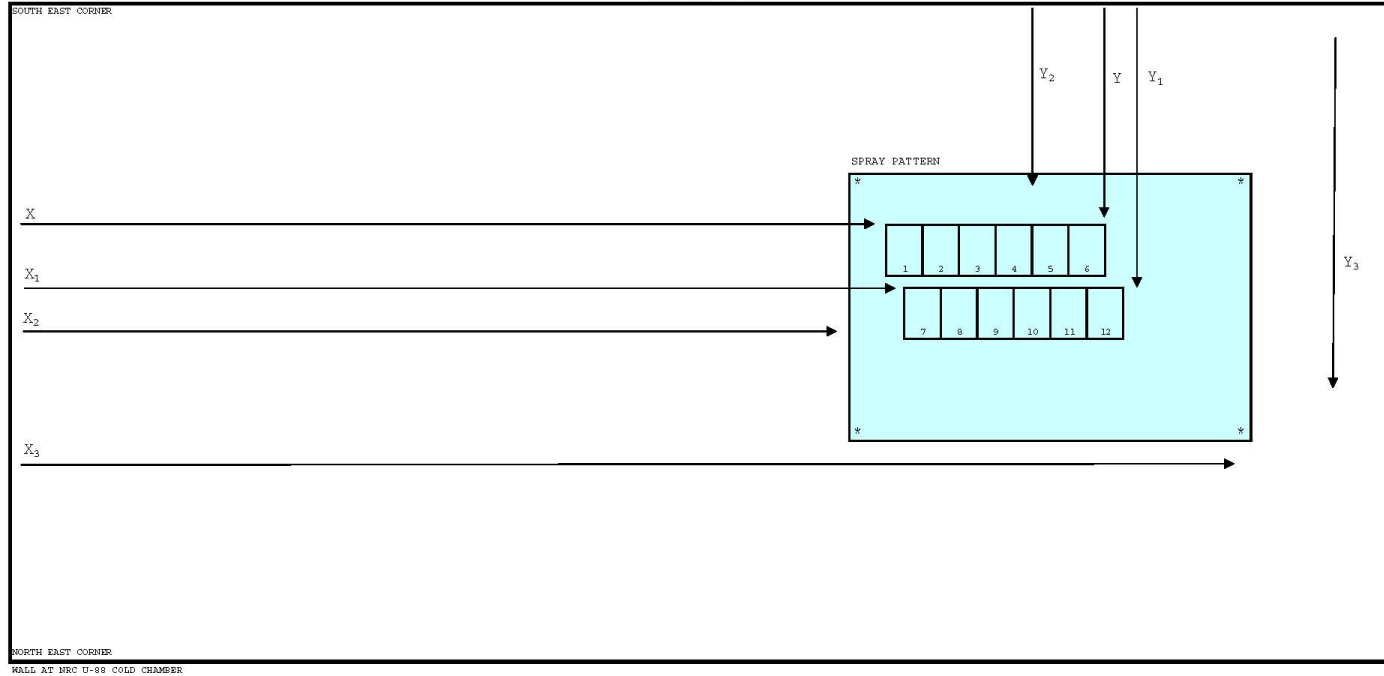 SOUTH EAST CORNER
Y₂
Y
Y₁
SPRAY PATTERN
*
*
X
Y₃
1 2 3 4 5 6
X₁
X₂
7 8 9 10 11 12
*
*
X₃
NORTH EAST CORNER
WALL AT NRC U-88 COLD CHAMBER